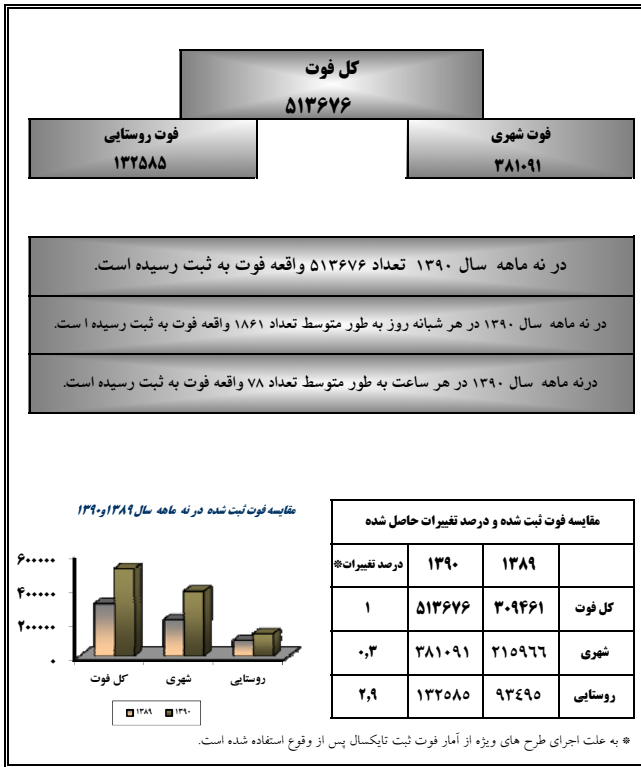 کل فوت
۵۱۳۶۷۶
فوت شهری
۳۸۱۰۹۱
فوت روستایی
۱۳۲۵۸۵
در نه ماهه سال ۱۳۹۰ تعداد ۵۱۳۶۷۶ واقعه فوت به ثبت رسیده است.
در نه ماهه سال ۱۳۹۰ در هر شبانه روز به طور متوسط تعداد ۱۸۶۱ واقعه فوت به ثبت رسیده ا ست.
درنه ماهه سال ۱۳۹۰ در هر ساعت به طور متوسط تعداد ۷۸ واقعه فوت به ثبت رسیده است.
مقایسه فوت ثبت شده و درصد تغییرات حاصل شده
۱۳۸۹ ۱۳۹۰ درصد تغییرات*
کل فوت ۳۰۹۴۶۱ ۵۱۳۶۷۶ ۱
شهری ۲۱۵۹۶۶ ۳۸۱۰۹۱ ۰,۳
روستایی ۹۳٤۹۵ ۱۳۲۵۸۵ ۲,۹
مقایسه فوت ثبت شده در نه ماهه سال ۱۳۸۹و۱۳۹۰
۶۰۰۰۰۰
۴۰۰۰۰۰
۲۰۰۰۰۰
۰
کل فوت شهری روستایی
۱۳۸۹ ۱۳۹۰
* به علت اجرای طرح های ویژه از آمار فوت ثبت تایکسال پس از وقوع استفاده شده است.